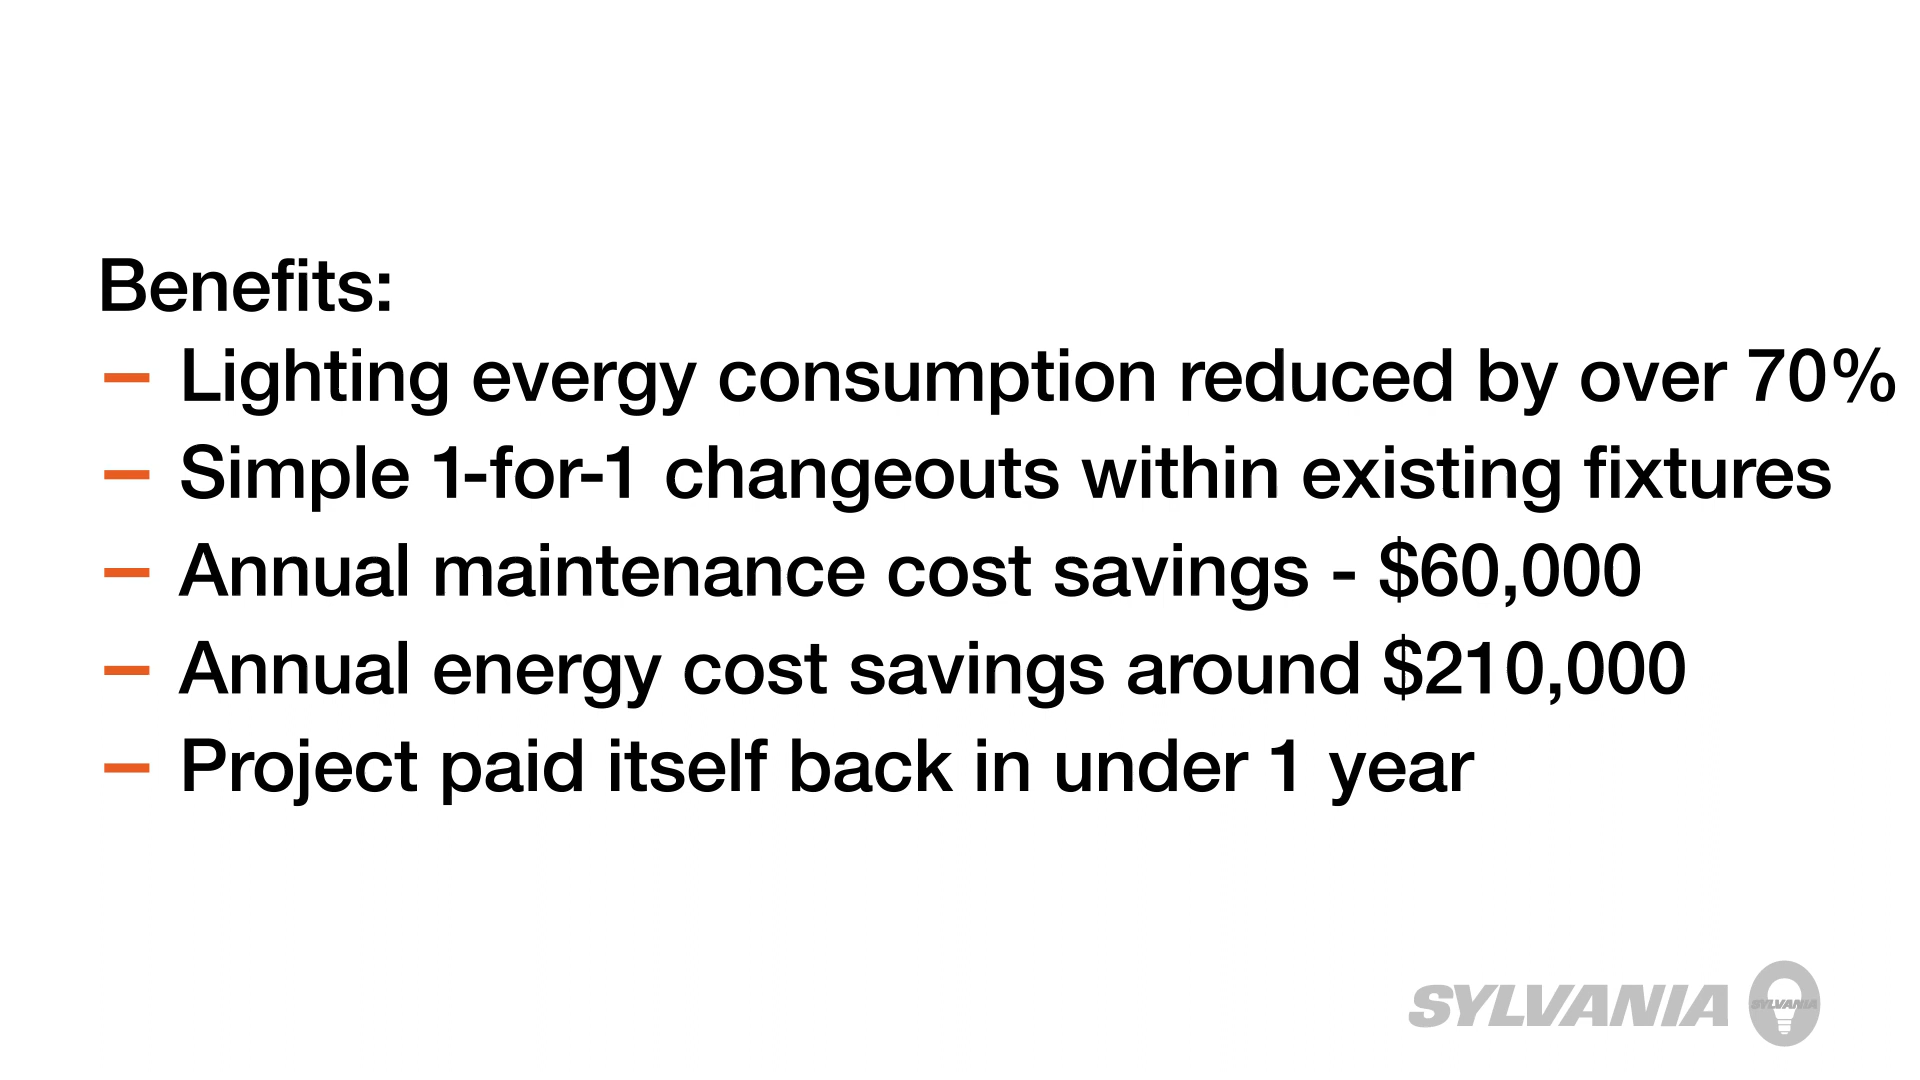 Benefits:
– Lighting evergy consumption reduced by over 70%
– Simple 1-for-1 changeouts within existing fixtures
– Annual maintenance cost savings - $60,000
– Annual energy cost savings around $210,000
– Project paid itself back in under 1 year
SYLVANIA
SYLVANIA